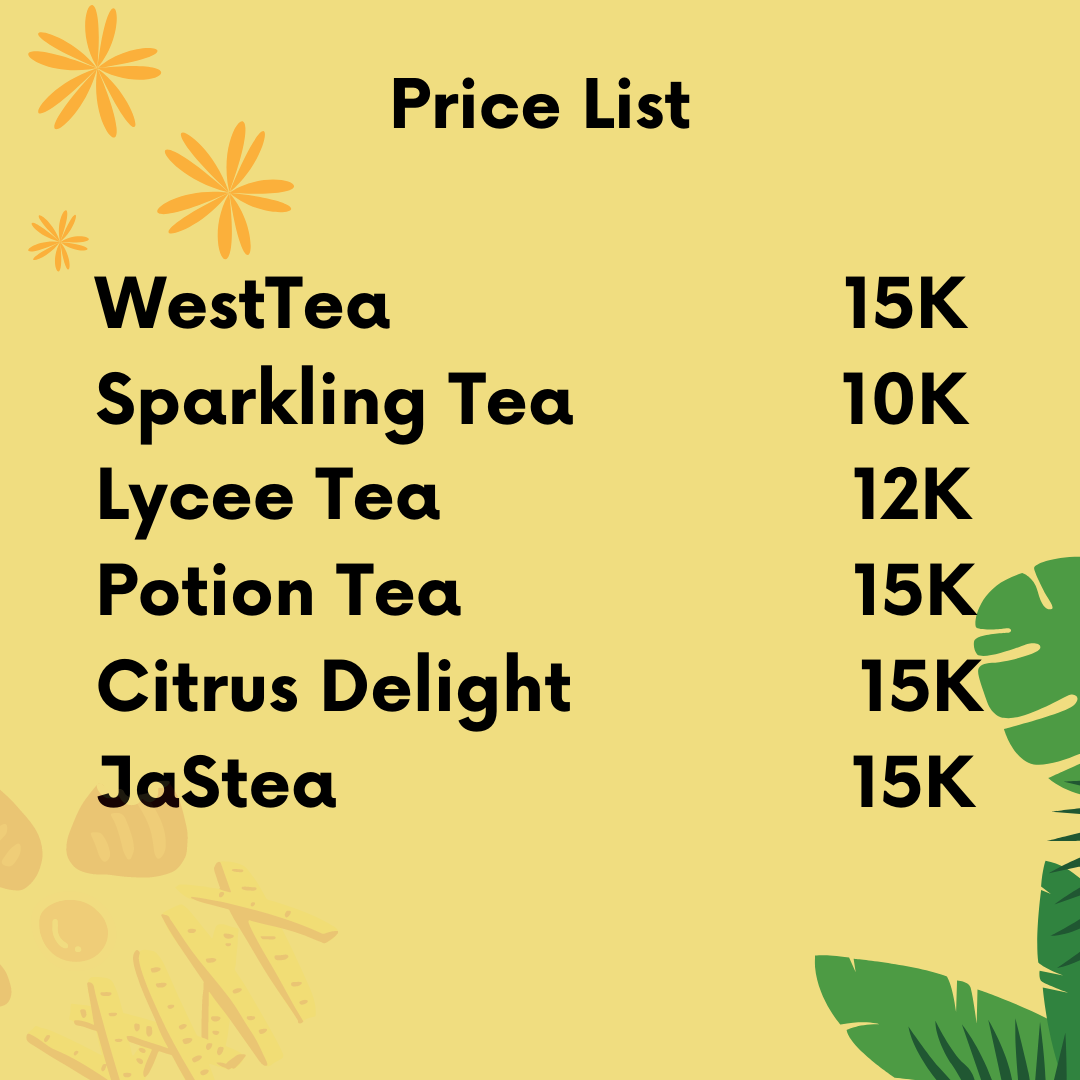 Price List
WestTea 15K
Sparkling Tea 10K
Lycee Tea 12K
Potion Tea 15K
Citrus Delight 15K
JaStea 15K